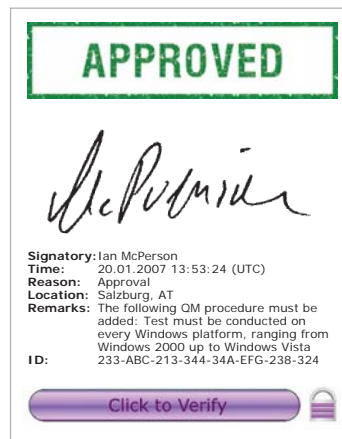 APPROVED
McPerson
Signatory: Ian McPerson
Time: 20.01.2007 13:53:24 (UTC)
Reason: Approval
Location: Salzburg, AT
Remarks: The following QM procedure must be
added: Test must be conducted on
every Windows platform, ranging from
Windows 2000 up to Windows Vista
ID: 233-ABC-213-344-34A-EFG-238-324
Click to Verify